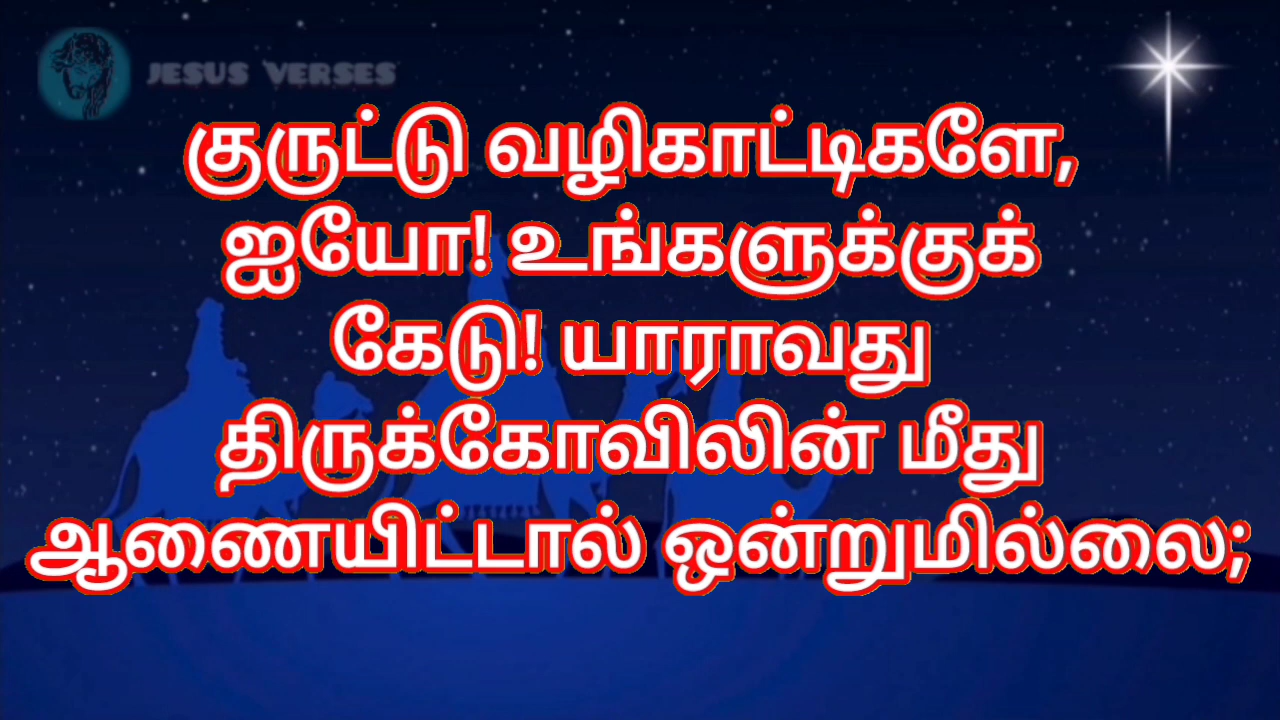 JESUS VERSES
குருட்டு வழிகாட்டிகளே,
ஐயோ! உங்களுக்குக்
கேடு! யாராவது
திருக்கோவிலின் மீது
ஆணையிட்டால் ஒன்றுமில்லை;